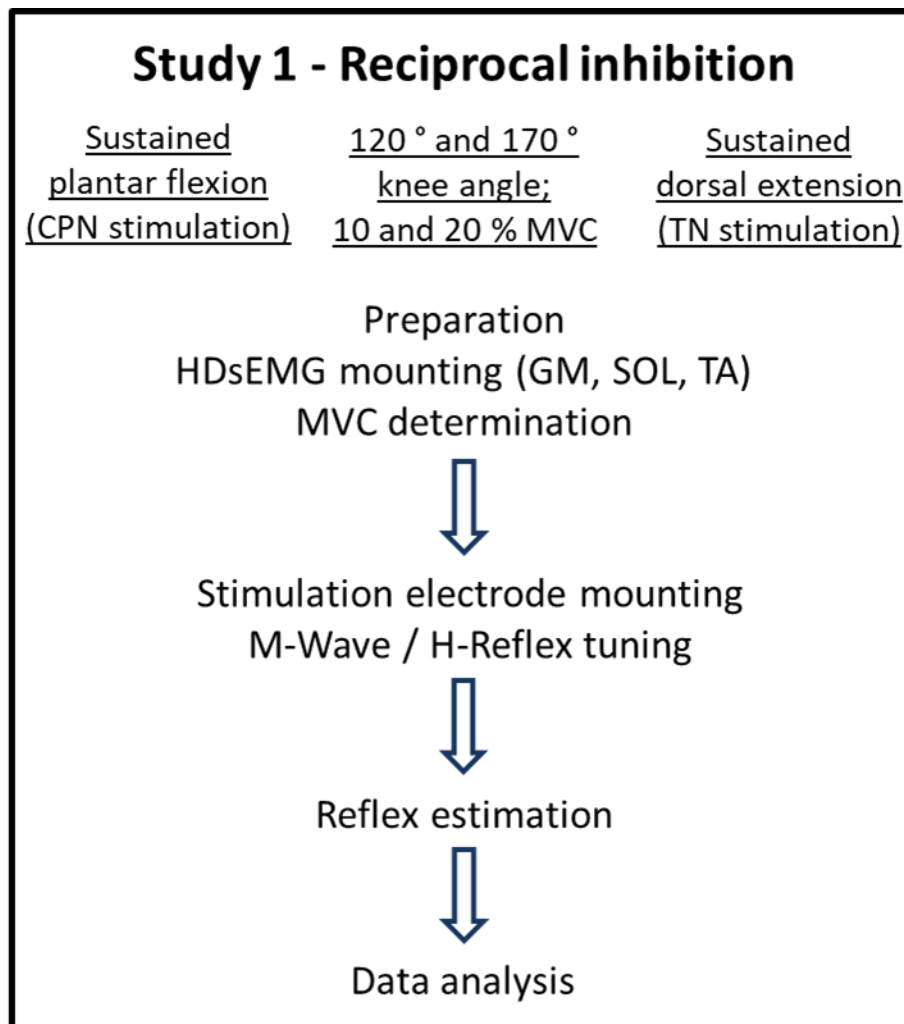 Study 1 - Reciprocal inhibition
Sustained
plantar flexion
(CPN stimulation)
120 ° and 170 °
knee angle;
10 and 20 % MVC
Sustained
dorsal extension
(TN stimulation)
Preparation
HDsEMG mounting (GM, SOL, TA)
MVC determination
Stimulation electrode mounting
M-Wave / H-Reflex tuning
Reflex estimation
Data analysis